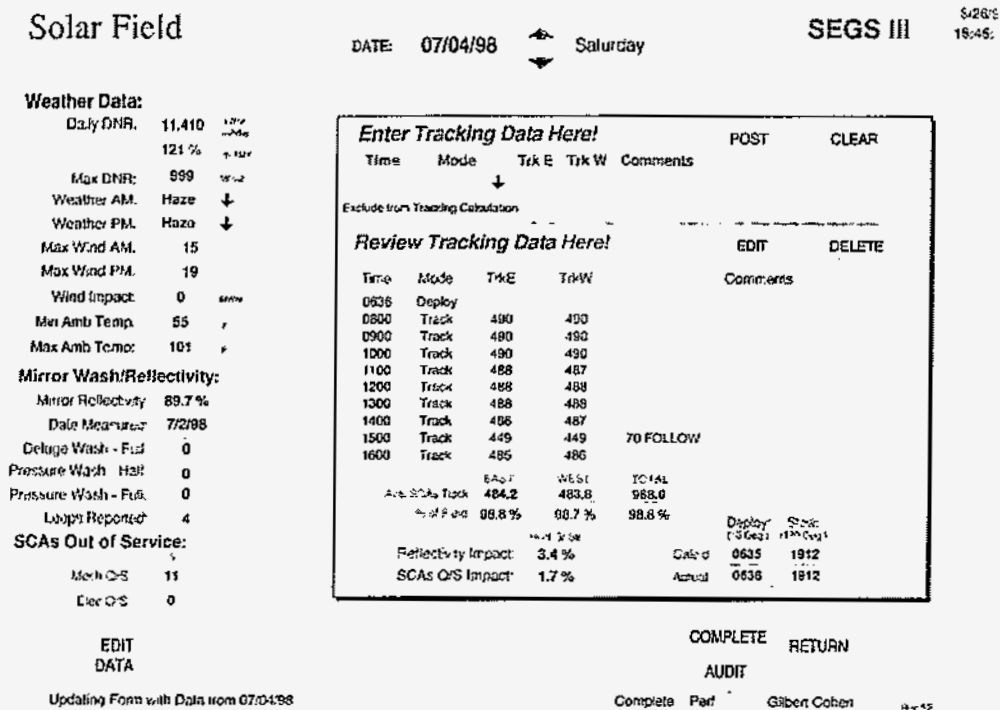 Solar Field
DATE: 07/04/98 Saturday
SEGS III
Weather Data:
Daily DNR: 11,410
121 %
Max DNR: 999
Weather AM. Haze
Weather PM. Haze
Max Wind AM. 15
Max Wind PM. 19
Wind Impact: 0
Min Amb Temp. 55 F
Max Amb Temp: 101 F
Mirror Wash/Reflectivity:
Mirror Reflectivity 89.7 %
Date Measured 7/2/98
Deluge Wash - Full 0
Pressure Wash - Half 0
Pressure Wash - Full 0
Loops Reported 4
SCAs Out of Service:
Mech O/S 11
Elec O/S 0
EDIT
DATA
Enter Tracking Data Here!
POST CLEAR
Time Mode Trk E Trk W Comments
Exclude from Tracking Calculation
Review Tracking Data Here!
EDIT DELETE
Time Mode TrkE TrkW Comments
0636 Deploy
0800 Track 490 490
0900 Track 490 490
1000 Track 490 490
1100 Track 488 487
1200 Track 488 488
1300 Track 488 488
1400 Track 486 487
1500 Track 449 449 70 FOLLOW
1600 Track 485 486
EAST WEST TOTAL
Ave. SCAs Track 484.2 483.8 968.0
% of Field 98.8 % 98.7 % 98.8 %
Reflectivity Impact: 3.4 %
SCAs O/S Impact: 1.7 %
Deploy Stow
Calc'd 0635 1912
Actual 0636 1912
COMPLETE RETURN
AUDIT
Updating Form with Data from 07/04/98
Complete Perf Gilbert Cohen